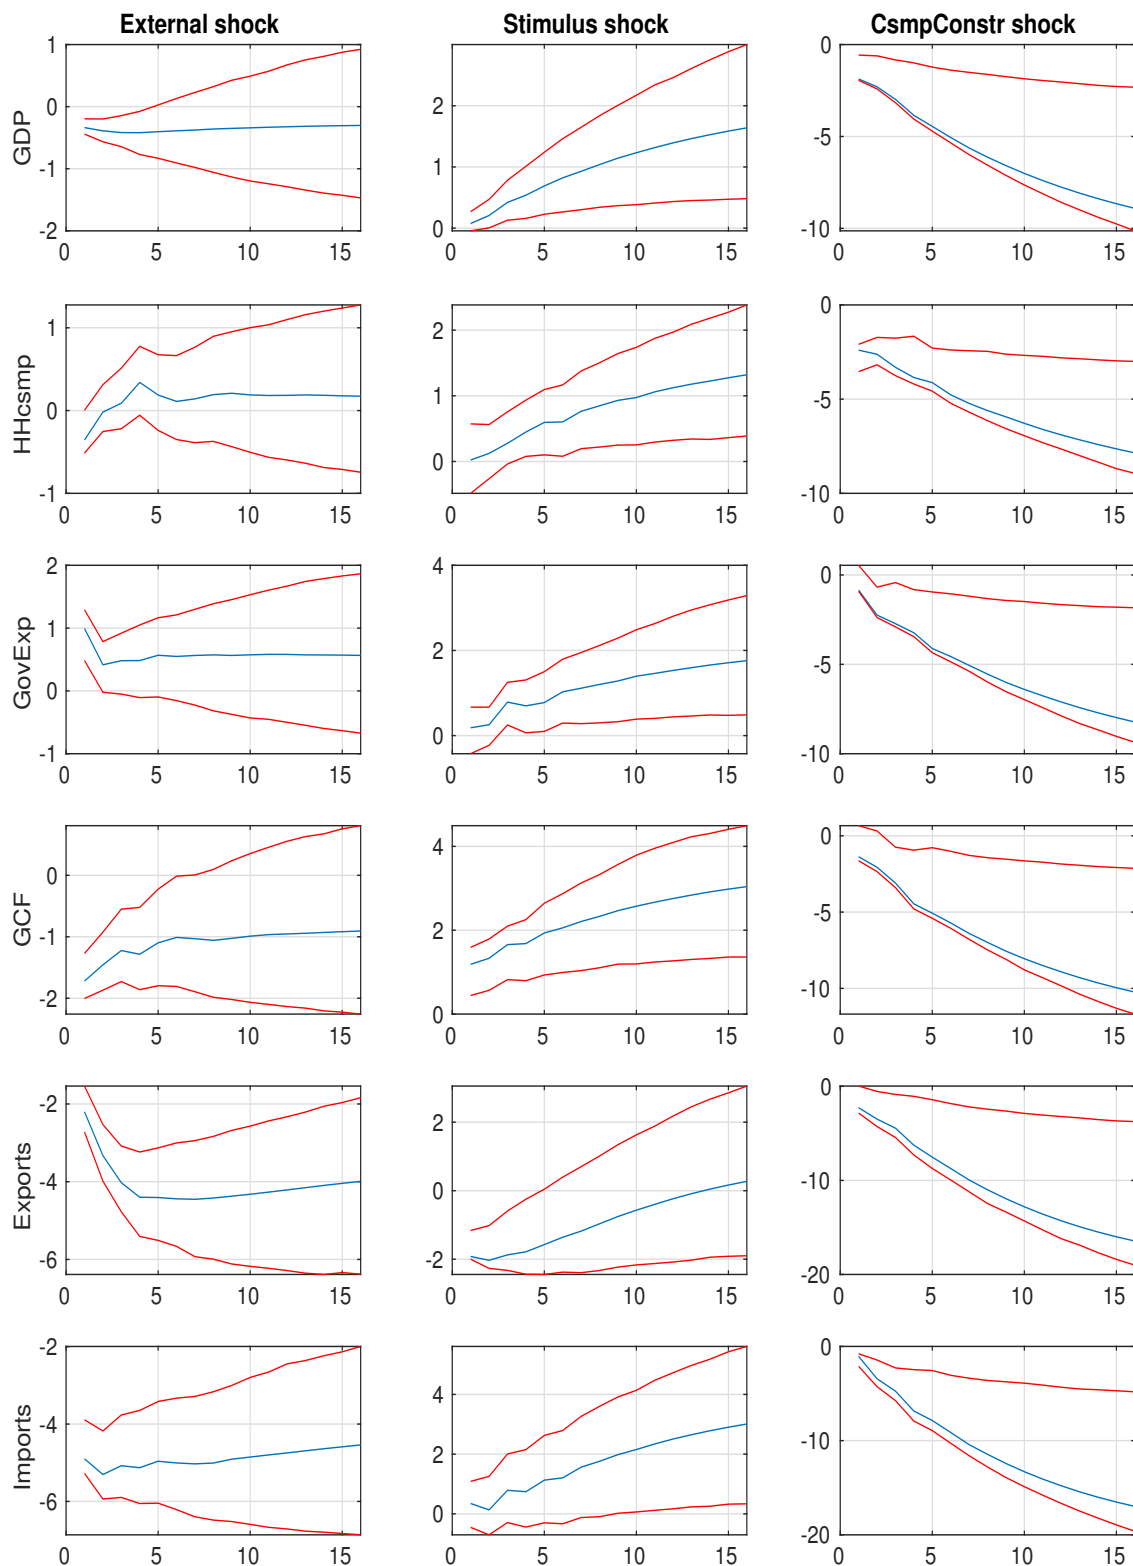 External shock Stimulus shock CsmpConstr shock
GDP
1 0 -1 -2
0 5 10 15
2 1 0
0 5 10 15
0 -5 -10
0 5 10 15
HHcsmp
1 0 -1
0 5 10 15
2 1 0
0 5 10 15
0 -5 -10
0 5 10 15
GovExp
2 1 0 -1
0 5 10 15
4 2 0
0 5 10 15
0 -5 -10
0 5 10 15
GCF
0 -1 -2
0 5 10 15
4 2 0
0 5 10 15
0 -5 -10
0 5 10 15
Exports
-2 -4 -6
0 5 10 15
2 0 -2
0 5 10 15
0 -10 -20
0 5 10 15
Imports
-2 -4 -6
0 5 10 15
4 2 0
0 5 10 15
0 -10 -20
0 5 10 15